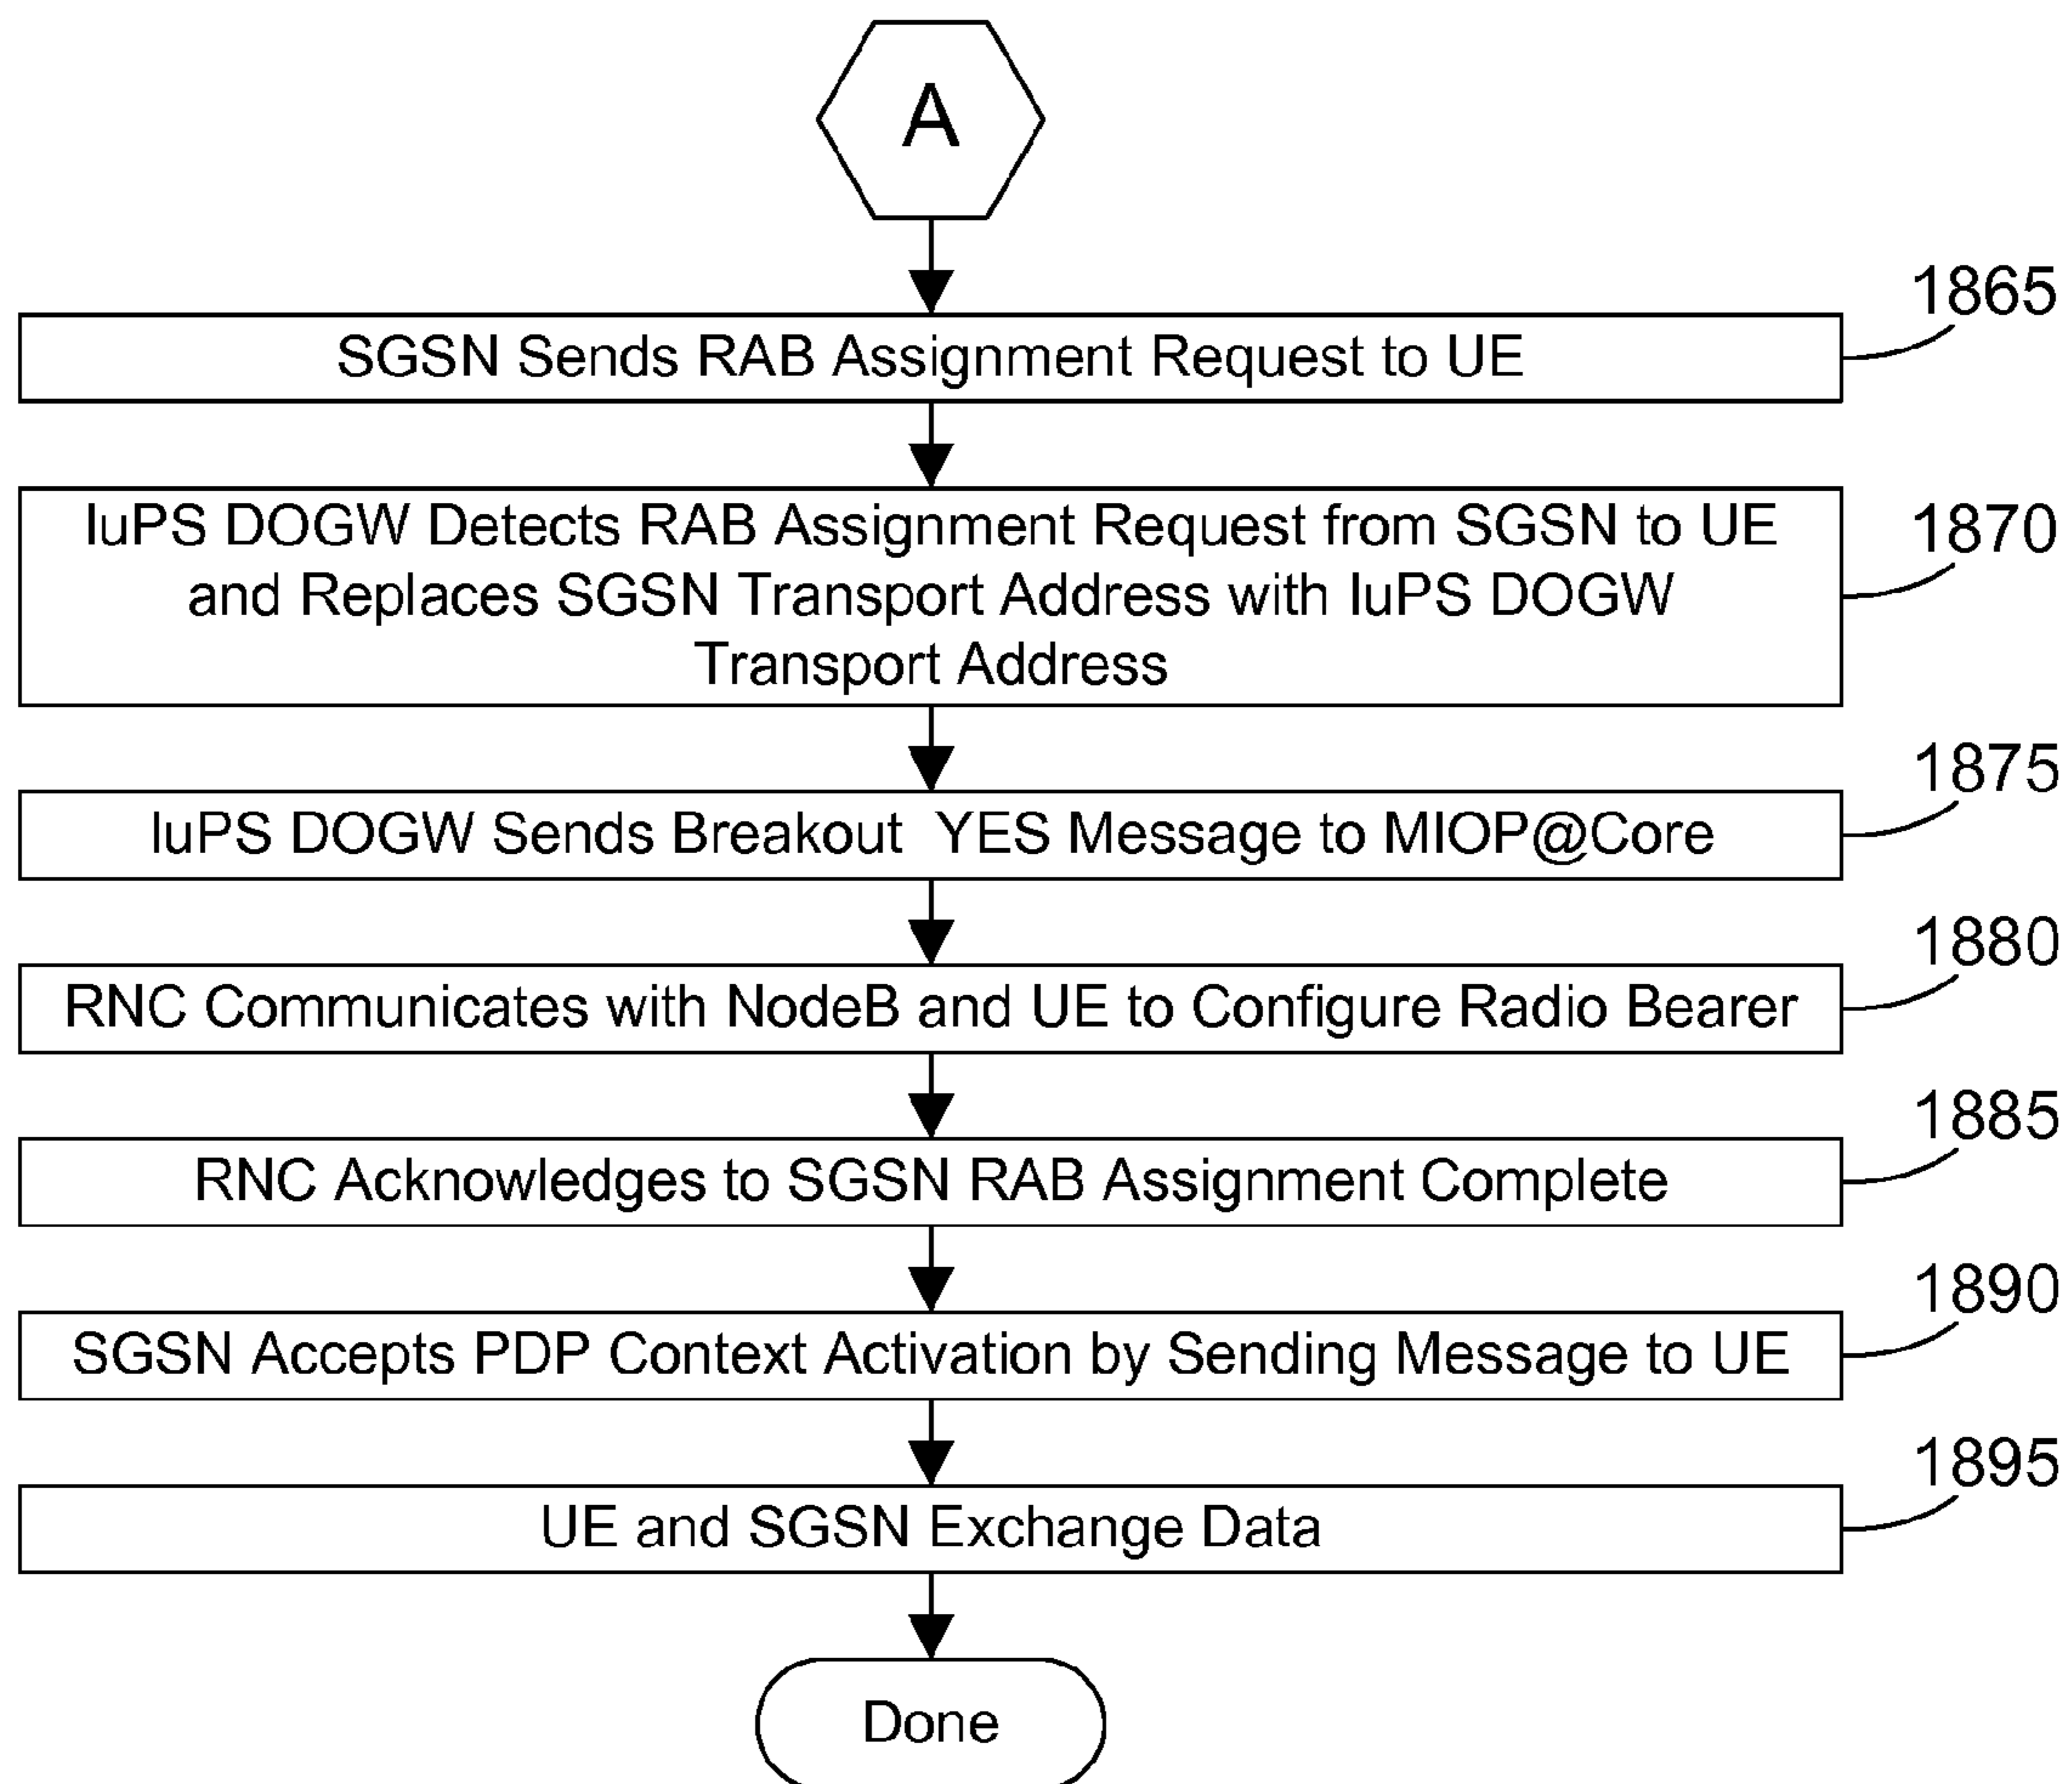 A
1865
SGSN Sends RAB Assignment Request to UE
1870
IuPS DOGW Detects RAB Assignment Request from SGSN to UE
and Replaces SGSN Transport Address with IuPS DOGW
Transport Address
1875
IuPS DOGW Sends Breakout  YES Message to MIOP@Core
1880
RNC Communicates with NodeB and UE to Configure Radio Bearer
1885
RNC Acknowledges to SGSN RAB Assignment Complete
1890
SGSN Accepts PDP Context Activation by Sending Message to UE
1895
UE and SGSN Exchange Data
Done